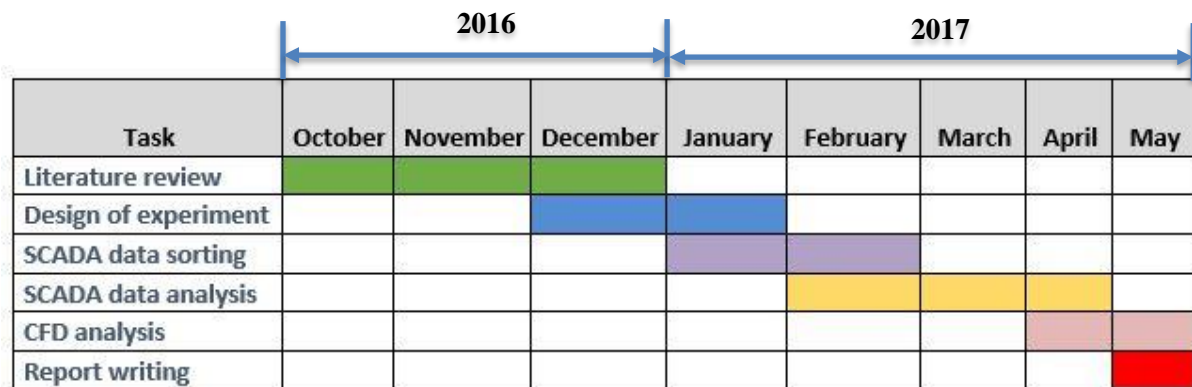 2016 2017
Task October November December January February March April May
Literature review
Design of experiment
SCADA data sorting
SCADA data analysis
CFD analysis
Report writing